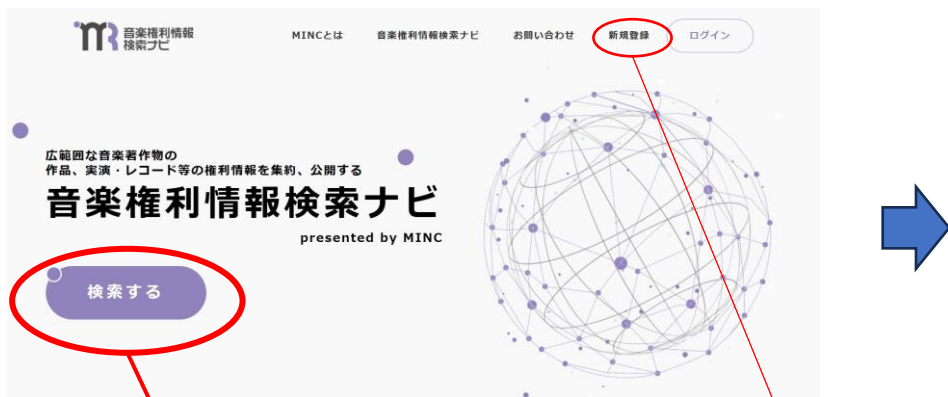 音楽権利情報
検索ナビ
MINCとは 音楽権利情報検索ナビ お問い合わせ 新規登録 ログイン
広範囲な音楽著作物の
作品、実演・レコード等の権利情報を集約、公開する
音楽権利情報検索ナビ
presented by MINC
検索する